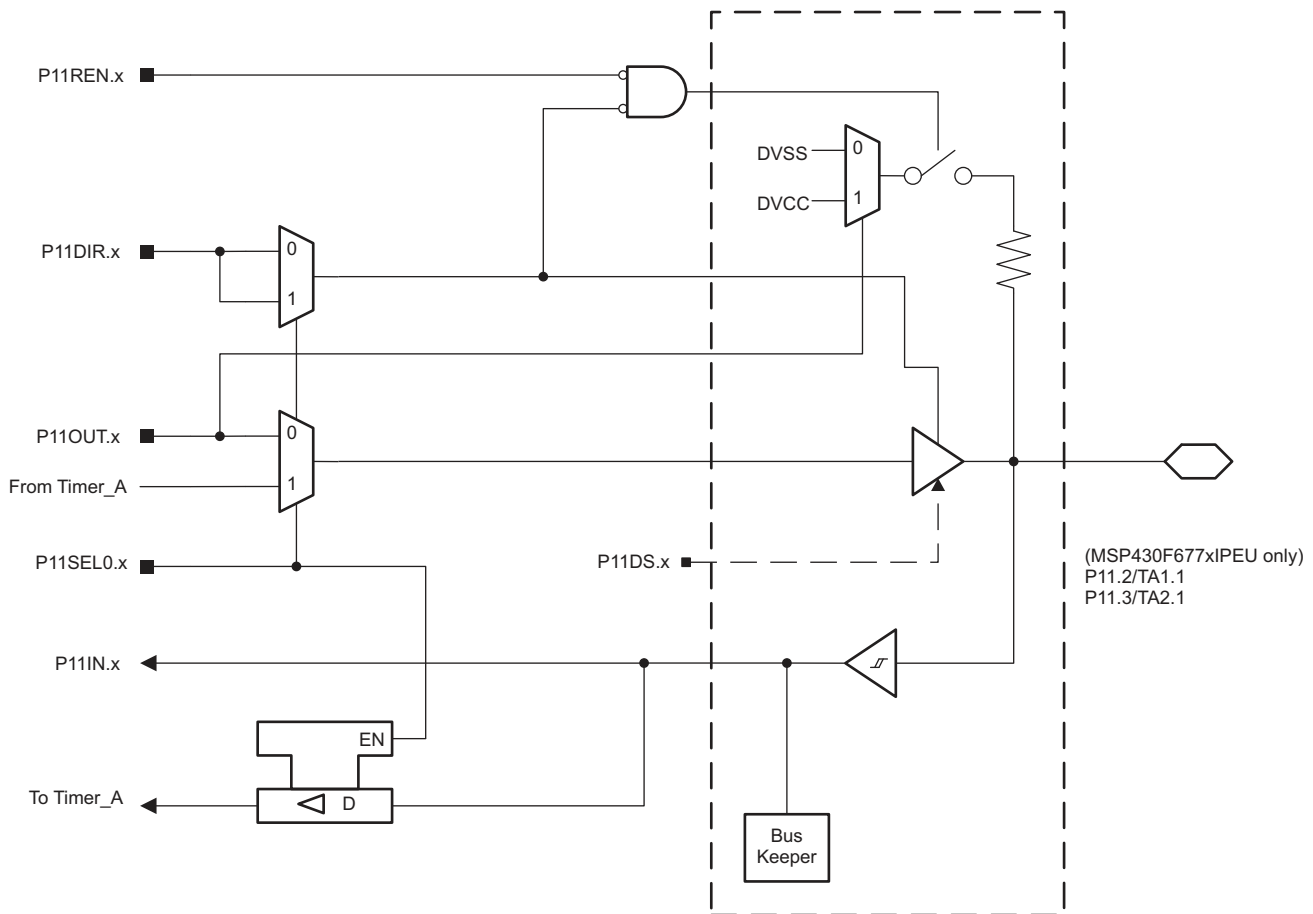 P11REN.x
DVSS
0
DVCC
1
P11DIR.x
0
1
P11OUT.x
0
From Timer_A
1
P11SEL0.x
P11DS.x
(MSP430F677xIPEU only)
P11.2/TA1.1
P11.3/TA2.1
P11IN.x
EN
To Timer_A
D
Bus
Keeper